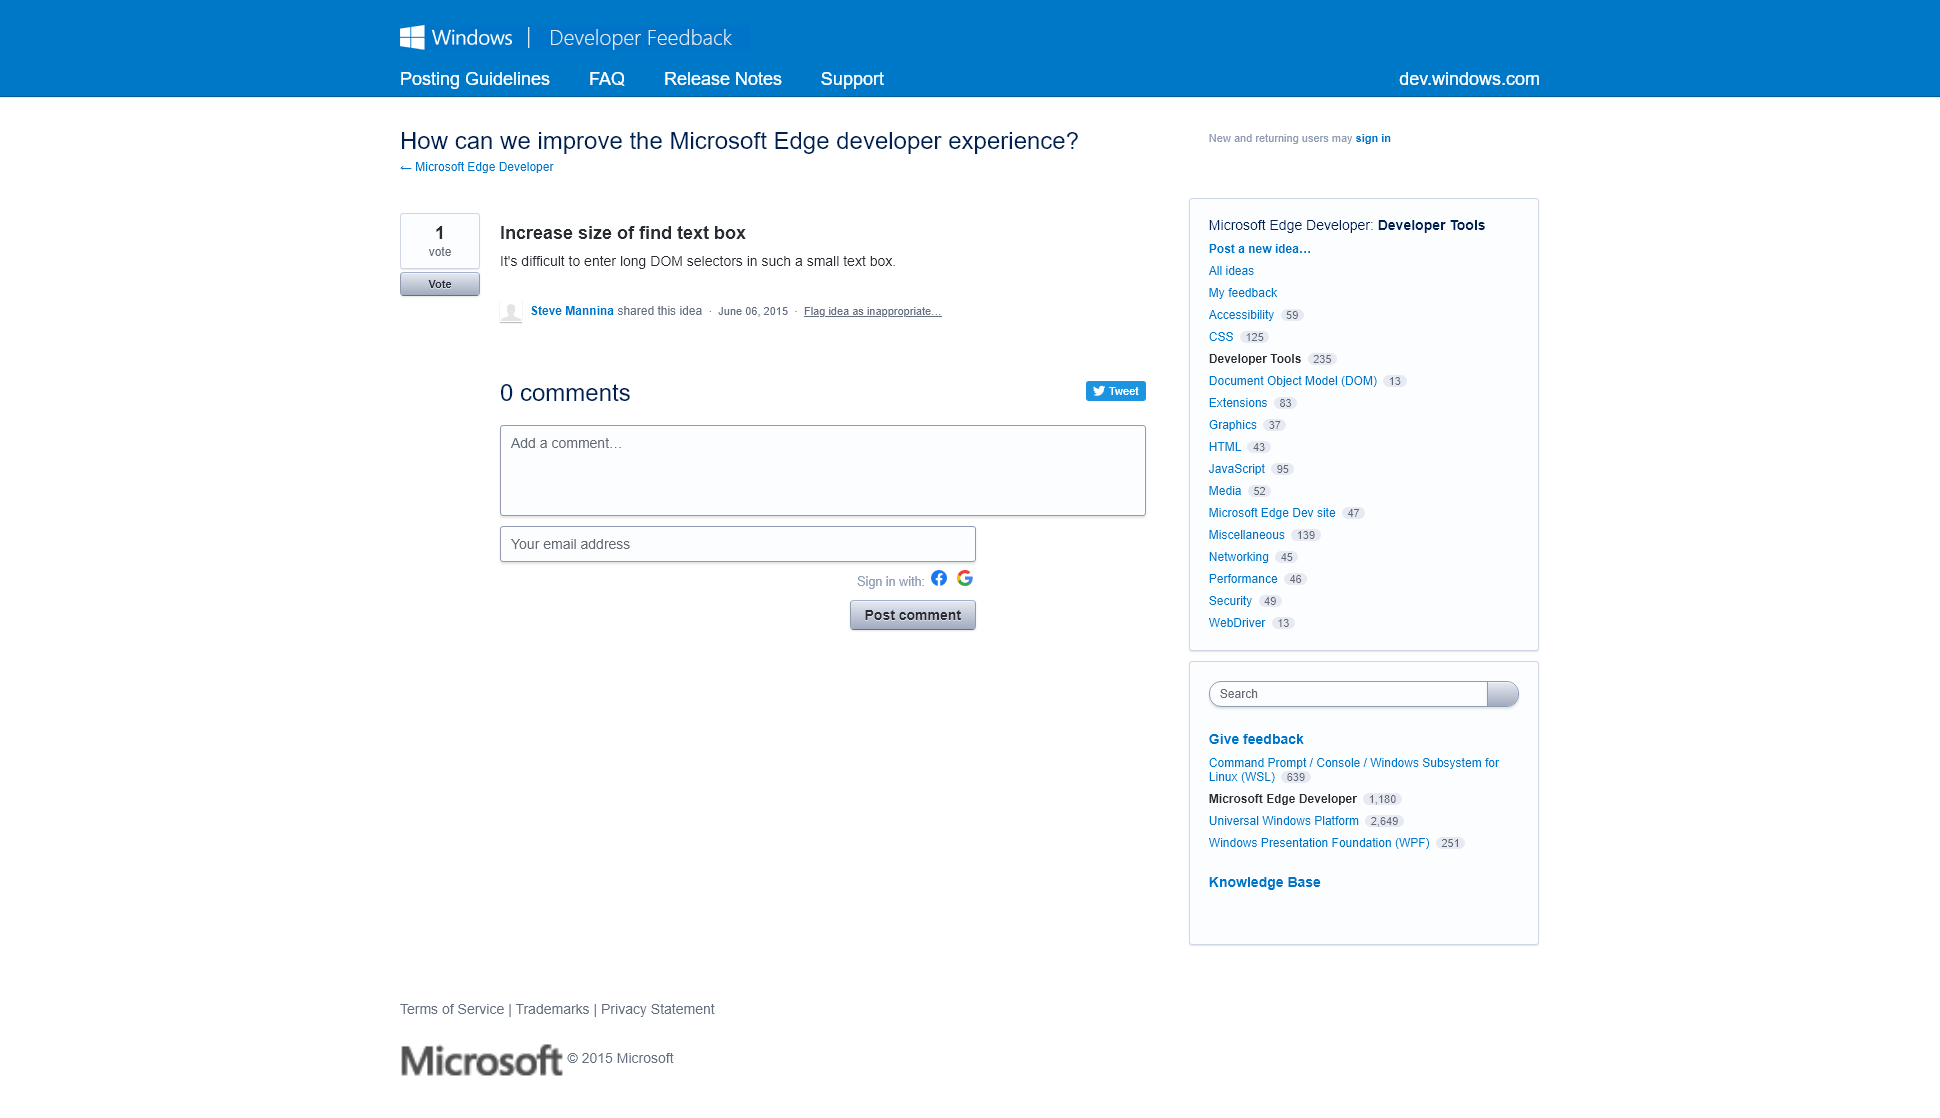 Windows | Developer Feedback
Posting Guidelines FAQ Release Notes Support dev.windows.com
How can we improve the Microsoft Edge developer experience?
← Microsoft Edge Developer
New and returning users may sign in
1
vote
Vote
Increase size of find text box
It's difficult to enter long DOM selectors in such a small text box.
Steve Mannina shared this idea · June 06, 2015 · Flag idea as inappropriate…
0 comments
Tweet
Add a comment…
Your email address
Sign in with:
Post comment
Microsoft Edge Developer: Developer Tools
Post a new idea…
All ideas
My feedback
Accessibility 59
CSS 125
Developer Tools 235
Document Object Model (DOM) 13
Extensions 83
Graphics 37
HTML 43
JavaScript 95
Media 52
Microsoft Edge Dev site 47
Miscellaneous 139
Networking 45
Performance 46
Security 49
WebDriver 13
Search
Give feedback
Command Prompt / Console / Windows Subsystem for
Linux (WSL) 639
Microsoft Edge Developer 1,180
Universal Windows Platform 2,649
Windows Presentation Foundation (WPF) 251
Knowledge Base
Terms of Service | Trademarks | Privacy Statement
Microsoft © 2015 Microsoft